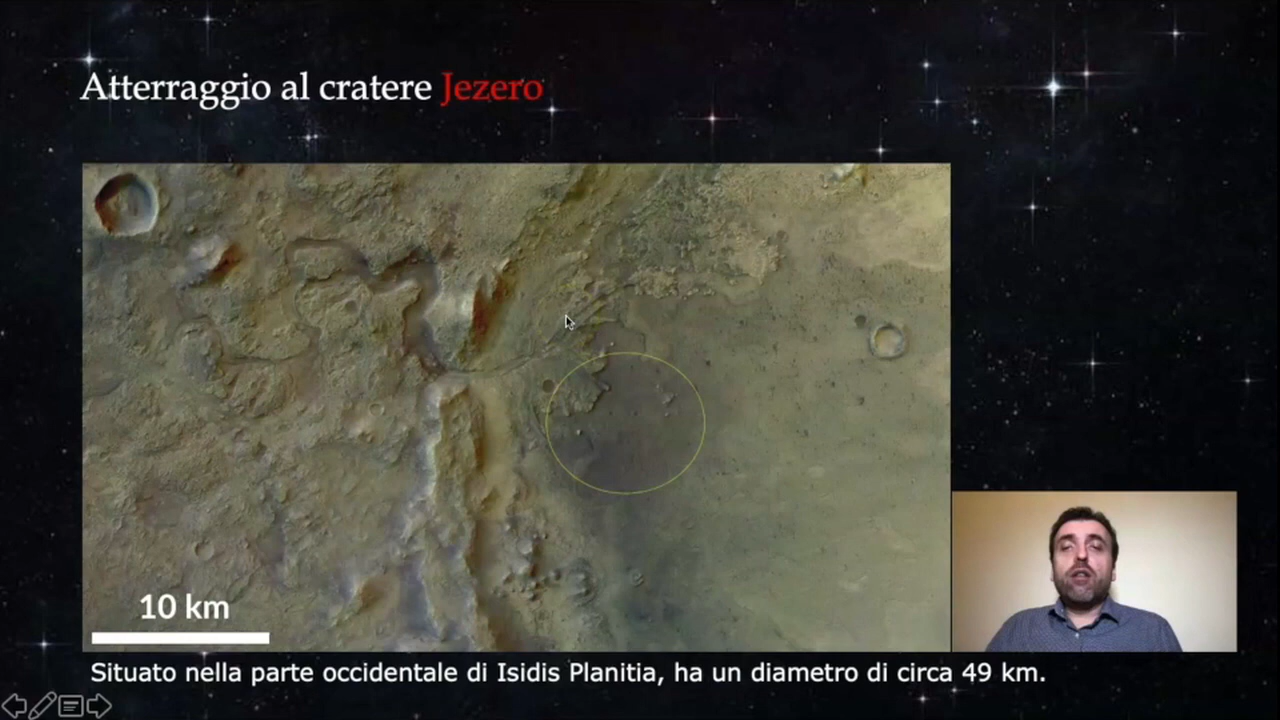 Atterraggio al cratere Jezero
10 km
Situato nella parte occidentale di Isidis Planitia, ha un diametro di circa 49 km.